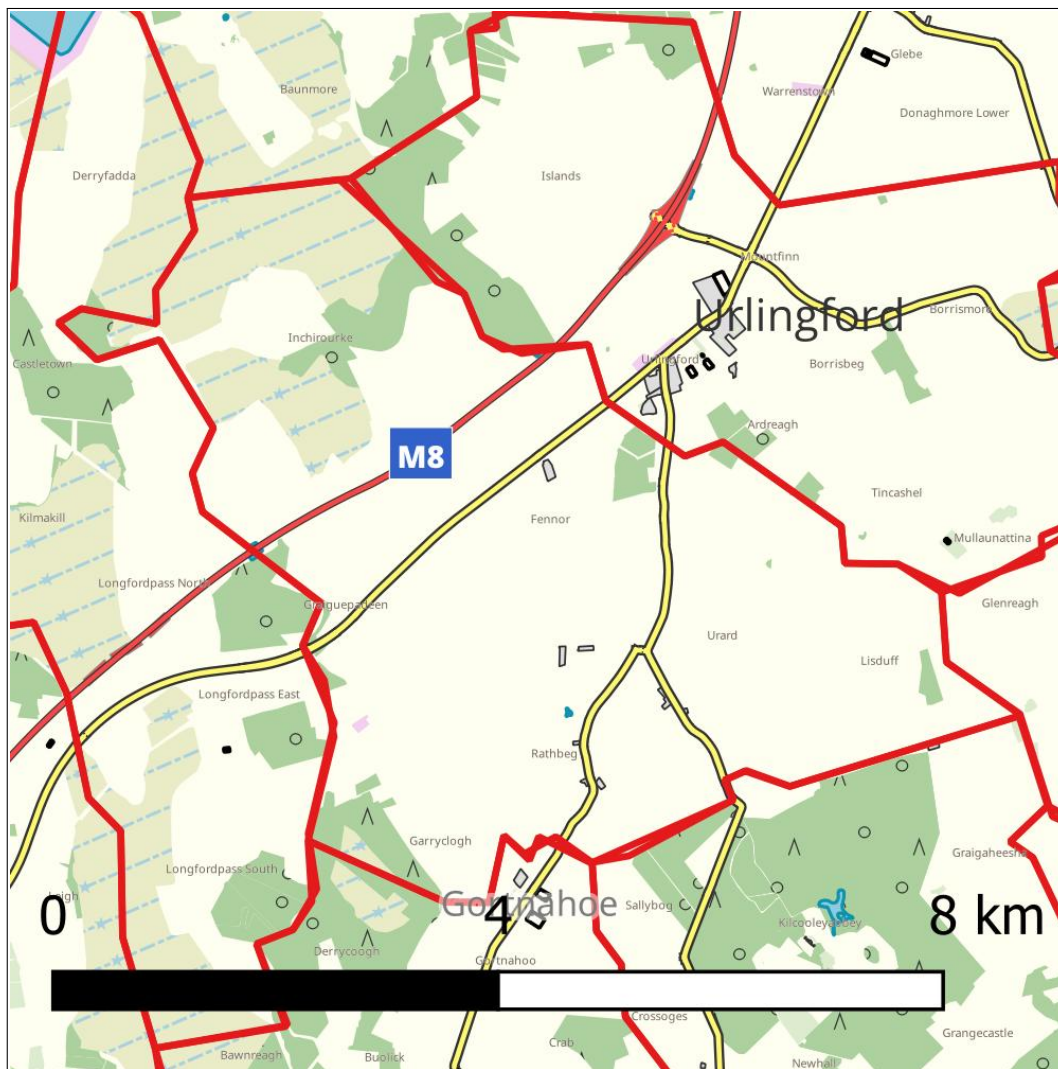 Glebe
Baunmore
Warrenstown
Donaghmore Lower
Derryfadda
Islands
Mountfinn
Urlingford
Borrismore
Inchirourke
Castletown
Urlingford
Borrisbeg
Ardreagh
M8
Tincashel
Kilmakill
Fennor
Mullaunattina
Longfordpass North
Graiguepadeen
Glenreagh
Urard
Lisduff
Longfordpass East
Rathbeg
Garryclogh
Graigaheesha
Longfordpass South
Leigh
Gortnahoe
Sallybog
0
4
8 km
Kilcooleyabbey
Derrycoogh
Gortnahoo
Crossoges
Grangecastle
Crab
Bawnreagh
Buolick
Newhall